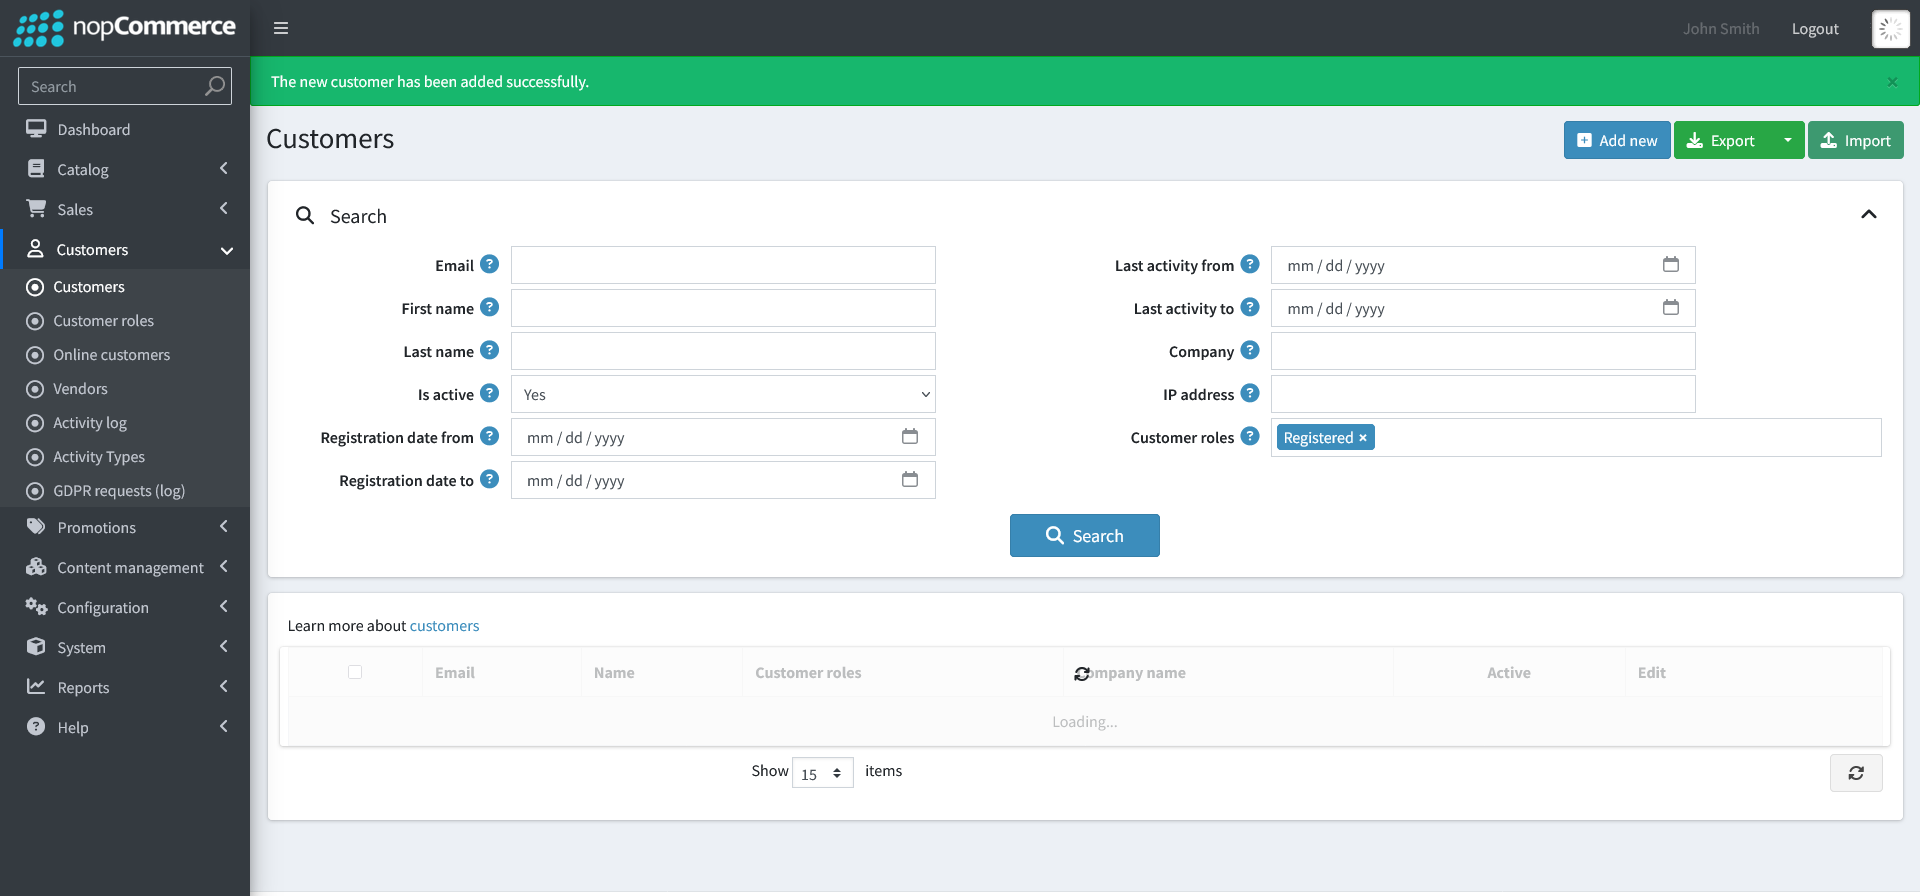 nopCommerce
John Smith
Logout
Search
The new customer has been added successfully.
×
Dashboard
Catalog
Sales
Customers
Customers
Customer roles
Online customers
Vendors
Activity log
Activity Types
GDPR requests (log)
Promotions
Content management
Configuration
System
Reports
Help
Customers
Add new
Export
Import
Search
Email ?
First name ?
Last name ?
Is active ? Yes
Registration date from ? mm / dd / yyyy
Registration date to ? mm / dd / yyyy
Last activity from ? mm / dd / yyyy
Last activity to ? mm / dd / yyyy
Company ?
IP address ?
Customer roles ? Registered ×
Search
Learn more about customers
Email Name Customer roles ompany name Active Edit
Loading...
Show 15 items